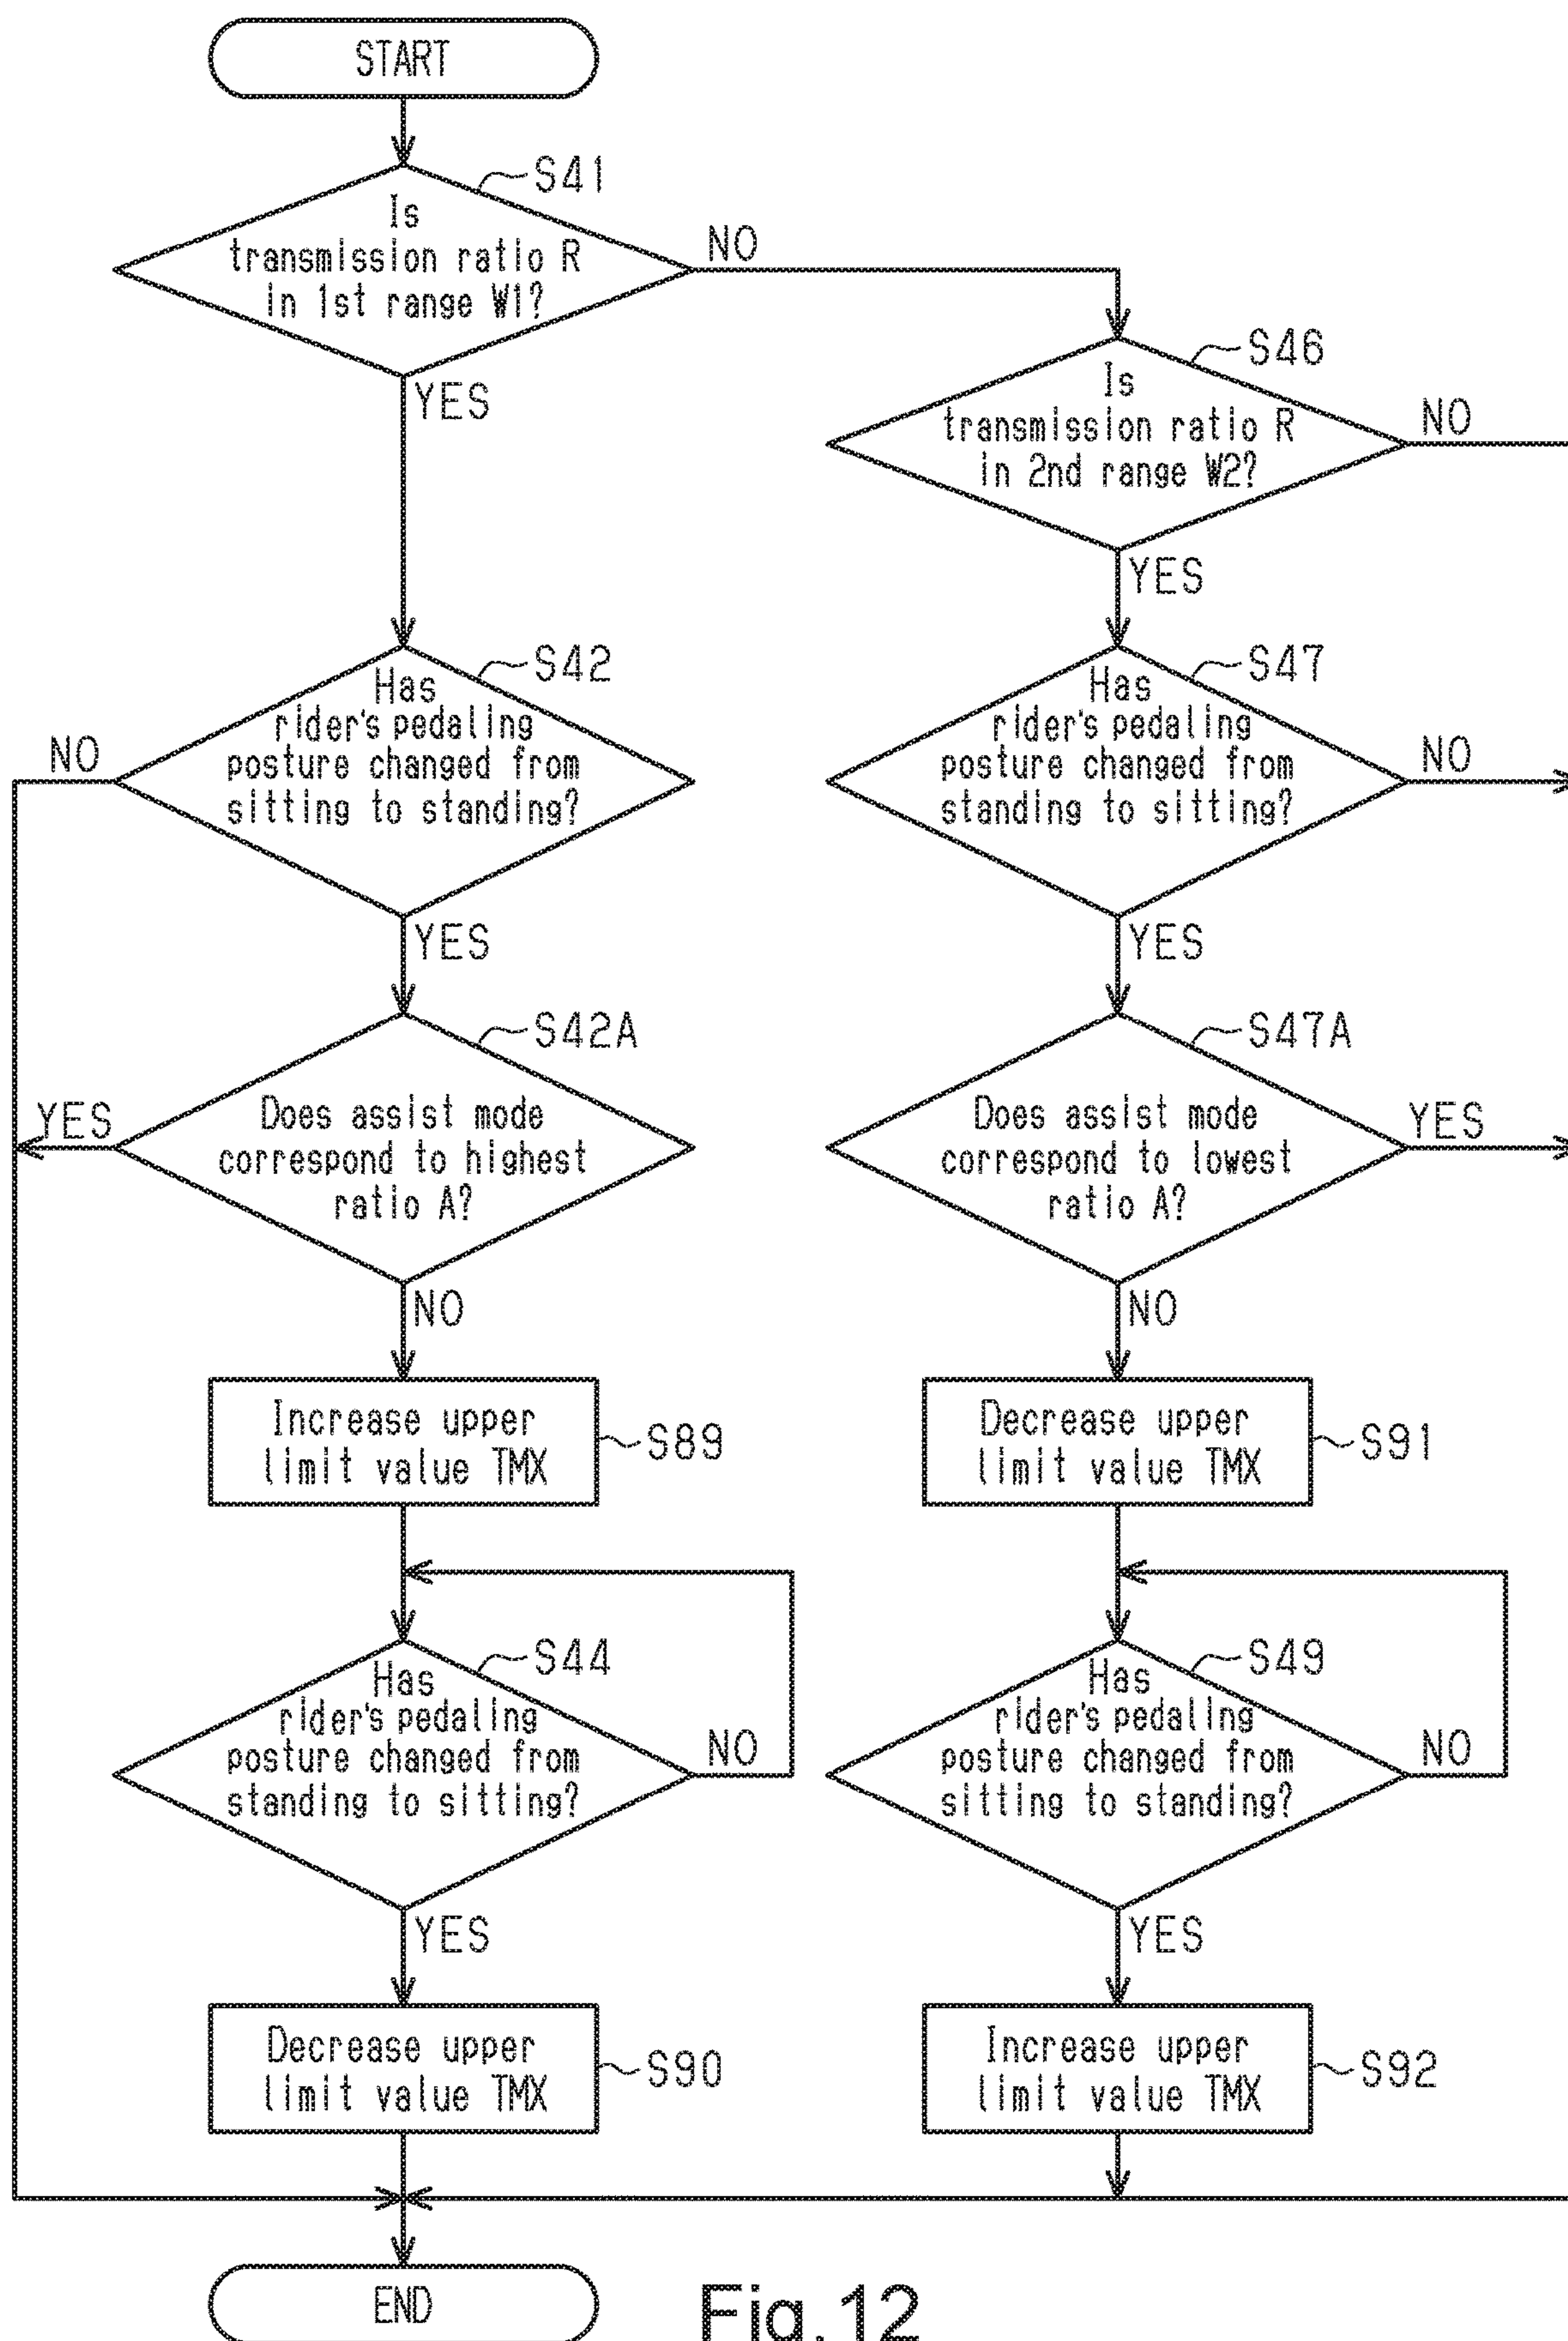 START
S41
Is
transmission ratio R
in 1st range W1?
NO
YES
S46
Is
transmission ratio R
in 2nd range W2?
NO
YES
S42
Has
rider's pedaling
posture changed from
sitting to standing?
NO
YES
S47
Has
rider's pedaling
posture changed from
standing to sitting?
NO
YES
S42A
Does assist mode
correspond to highest
ratio A?
YES
NO
S47A
Does assist mode
correspond to lowest
ratio A?
YES
NO
Increase upper
limit value TMX
S89
Decrease upper
limit value TMX
S91
S44
Has
rider's pedaling
posture changed from
standing to sitting?
NO
YES
S49
Has
rider's pedaling
posture changed from
sitting to standing?
NO
YES
Decrease upper
limit value TMX
S90
Increase upper
limit value TMX
S92
END
Fig.12